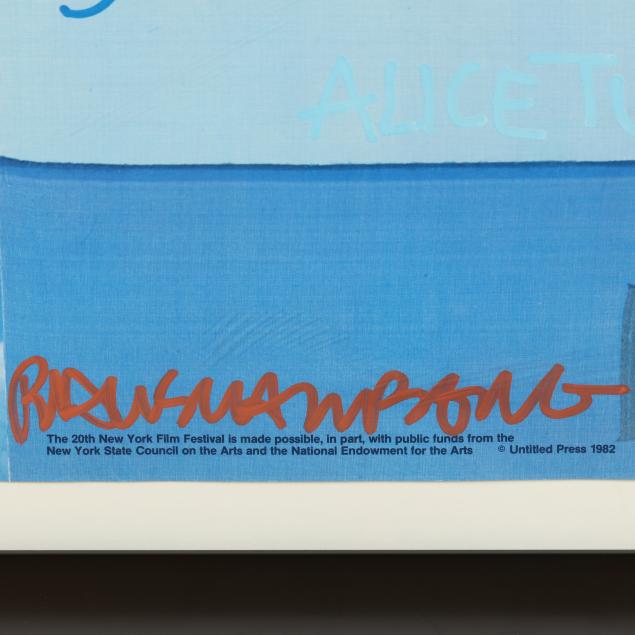 ALICE TU
RAUSCHENBERG
The 20th New York Film Festival is made possible, in part, with public funds from the
New York State Council on the Arts and the National Endowment for the Arts © Untitled Press 1982